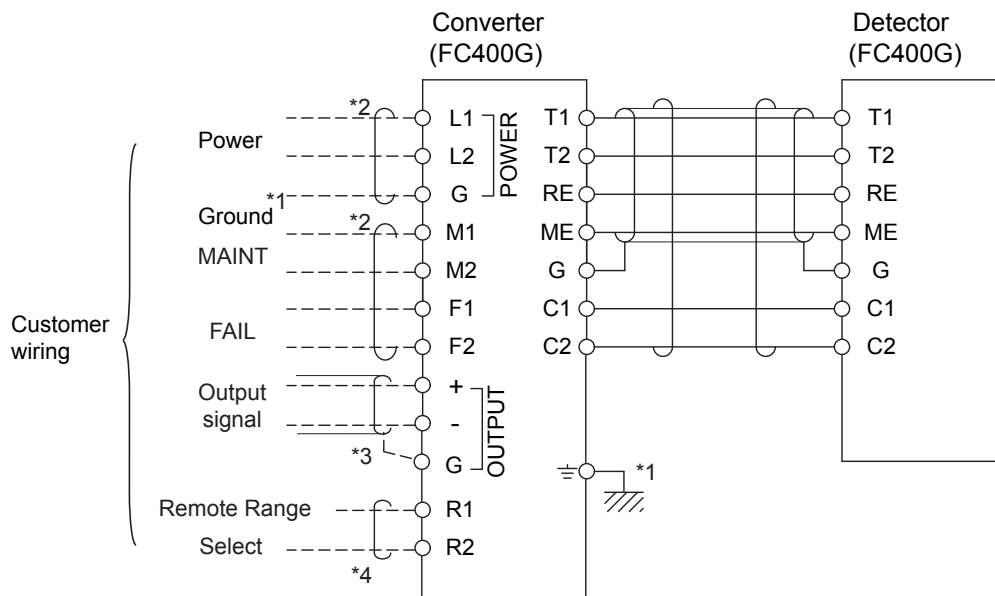 Converter
(FC400G)
Detector
(FC400G)
*2
L1
T1
T1
Power
POWER
L2
T2
T2
*1
G
RE
RE
Ground
*2
M1
ME
ME
MAINT
M2
G
G
F1
C1
C1
Customer
wiring
FAIL
F2
C2
C2
Output
signal
+
-
OUTPUT
*3
G
*1
Remote Range
R1
Select
R2
*4